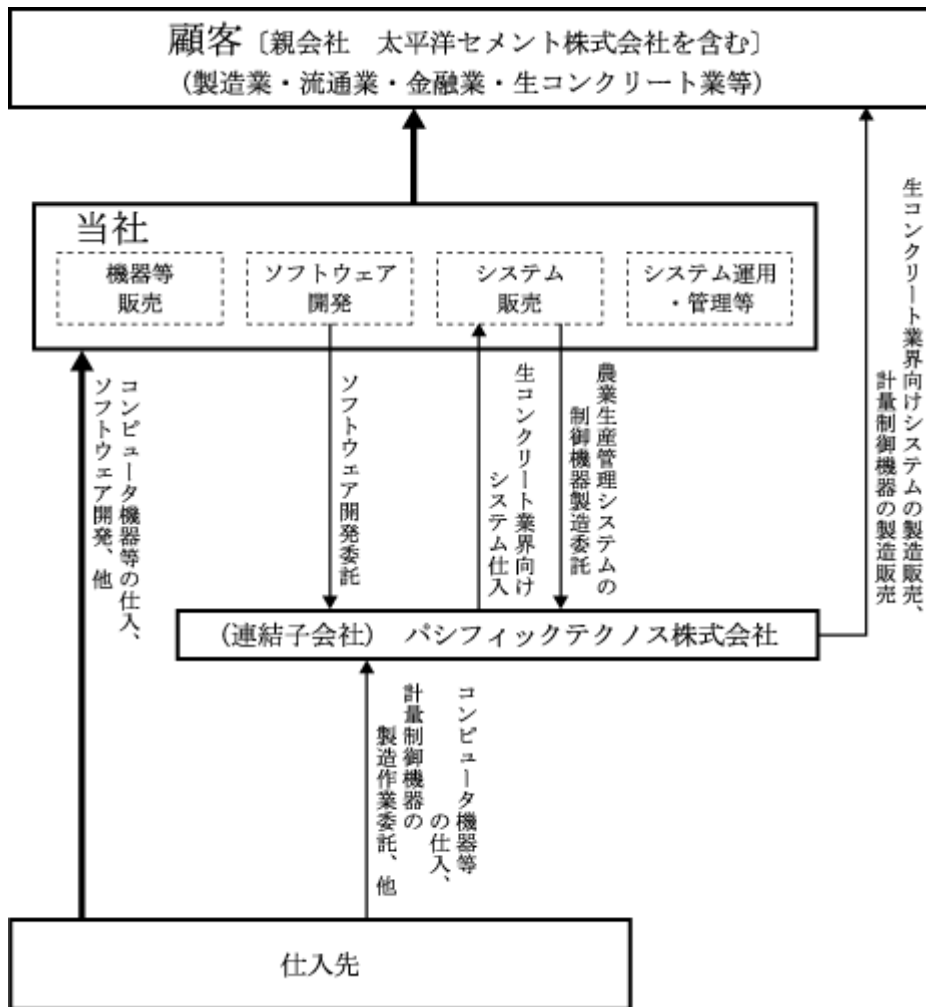 顧客〔親会社　太平洋セメント株式会社を含む〕
（製造業・流通業・金融業・生コンクリート業等）
当社
機器等
販売
ソフトウェア
開発
システム
販売
システム運用
・管理等
コンピュータ機器等の仕入、
ソフトウェア開発、他
ソフトウェア開発委託
生コンクリート業界向け
システム仕入
農業生産管理システムの
制御機器製造委託
生コンクリート業界向けシステムの製造販売、
計量制御機器の製造販売
（連結子会社）　パシフィックテクノス株式会社
コンピュータ機器等
の仕入、
計量制御機器の
製造作業委託、他
仕入先